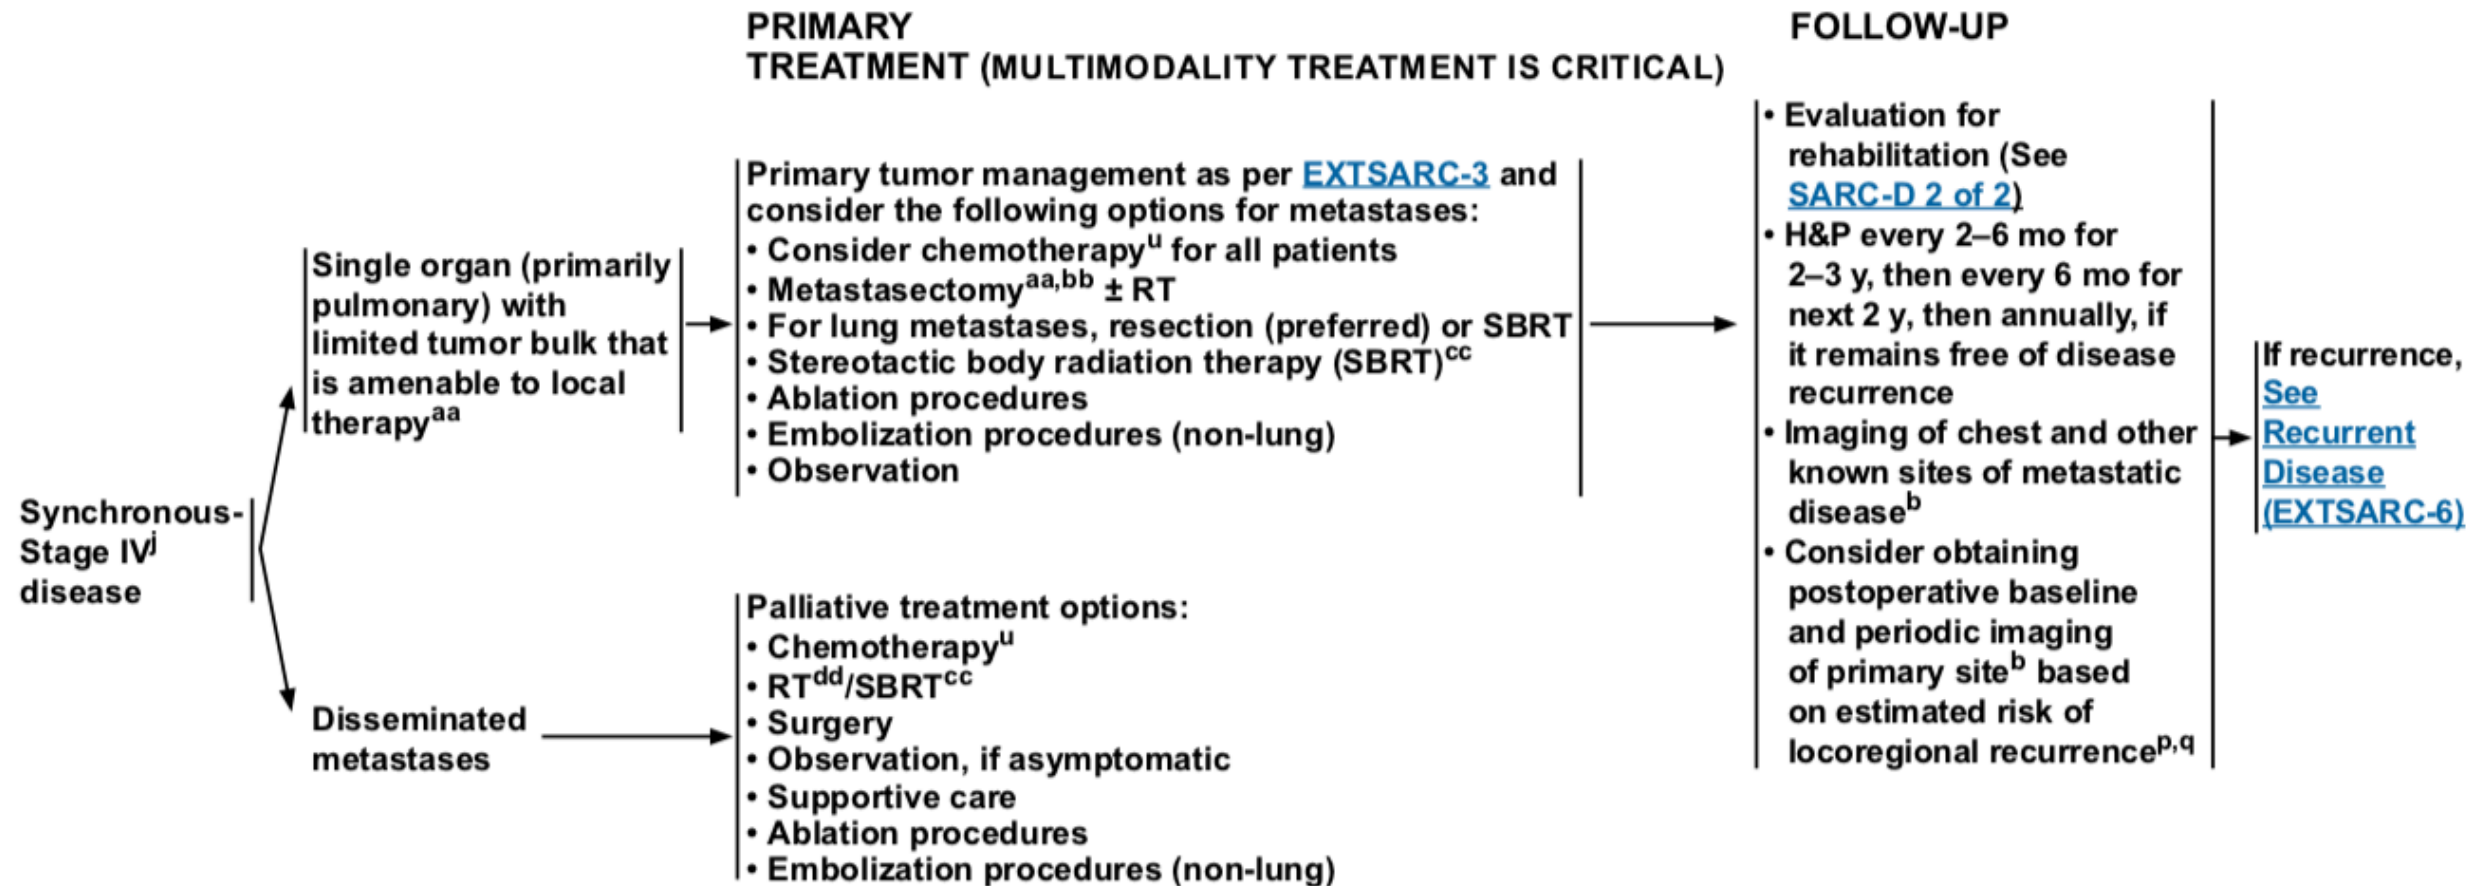 PRIMARY
TREATMENT (MULTIMODALITY TREATMENT IS CRITICAL)
FOLLOW-UP
Synchronous-
Stage IVj
disease
Single organ (primarily
pulmonary) with
limited tumor bulk that
is amenable to local
therapyaa
Primary tumor management as per EXTSARC-3 and
consider the following options for metastases:
• Consider chemotherapyu for all patients
• Metastasectomyaa,bb ± RT
• For lung metastases, resection (preferred) or SBRT
• Stereotactic body radiation therapy (SBRT)cc
• Ablation procedures
• Embolization procedures (non-lung)
• Observation
Disseminated
metastases
Palliative treatment options:
• Chemotherapyu
• RTdd/SBRTcc
• Surgery
• Observation, if asymptomatic
• Supportive care
• Ablation procedures
• Embolization procedures (non-lung)
• Evaluation for
rehabilitation (See
SARC-D 2 of 2)
• H&P every 2–6 mo for
2–3 y, then every 6 mo for
next 2 y, then annually, if
it remains free of disease
recurrence
• Imaging of chest and other
known sites of metastatic
diseaseb
• Consider obtaining
postoperative baseline
and periodic imaging
of primary siteb based
on estimated risk of
locoregional recurrencep,q
If recurrence,
See
Recurrent
Disease
(EXTSARC-6)